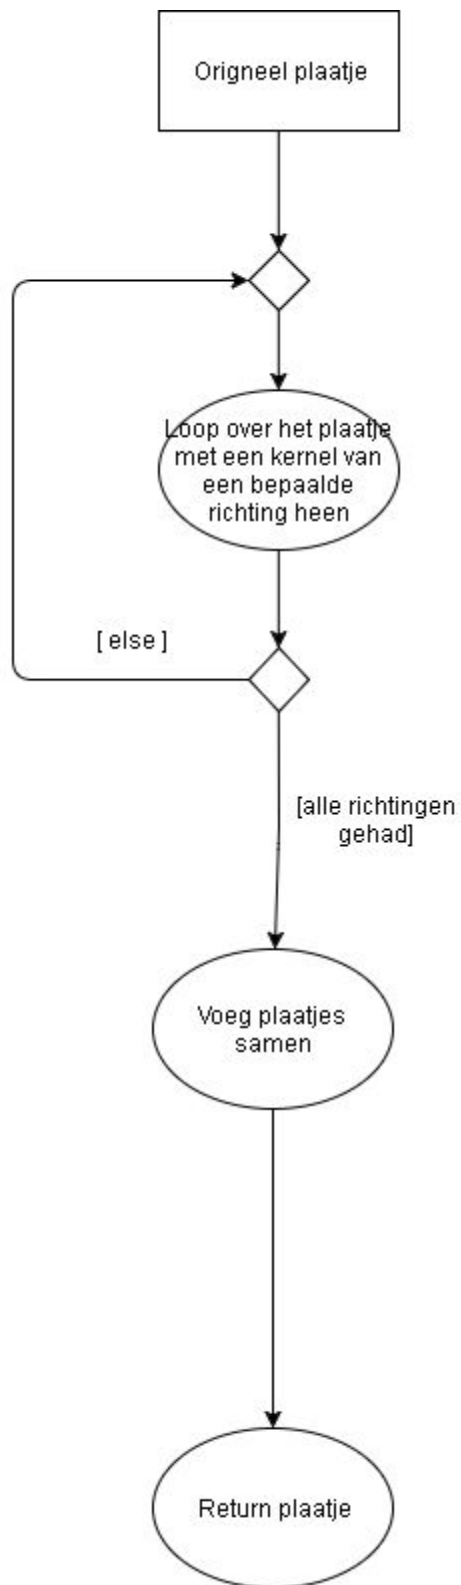 Origneel plaatje
Loop over het plaatje
met een kernel van
een bepaalde
richting heen
[ else ]
[alle richtingen
gehad]
Voeg plaatjes
samen
Return plaatje